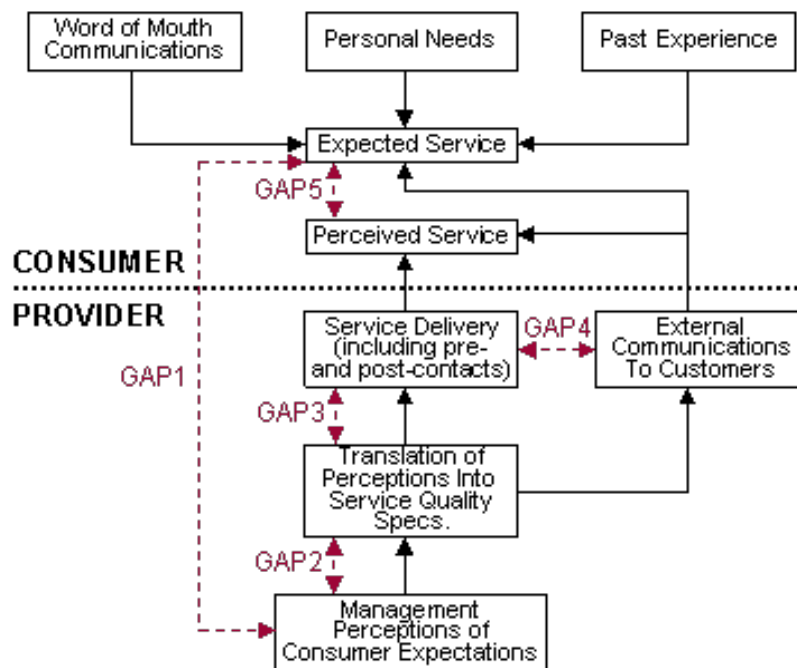 Word of Mouth
Communications
Personal Needs
Past Experience
Expected Service
GAP5
Perceived Service
CONSUMER
PROVIDER
Service Delivery
(including pre-
and post-contacts)
GAP4
External
Communications
To Customers
GAP1
GAP3
Translation of
Perceptions Into
Service Quality
Specs.
GAP2
Management
Perceptions of
Consumer Expectations